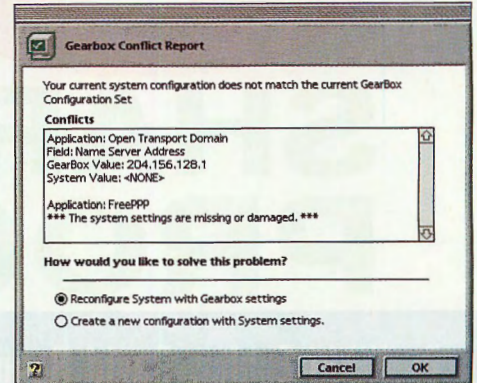 Gearbox Conflict Report
Your current system configuration does not match the current GearBox
Configuration Set
Conflicts
Application: Open Transport Domain
Field: Name Server Address
GearBox Value: 204.156.128.1
System Value: <NONE>
Application: FreePPP
*** The system settings are missing or damaged. ***
How would you like to solve this problem?
Reconfigure System with Gearbox settings
Create a new configuration with System settings.
?
Cancel
OK